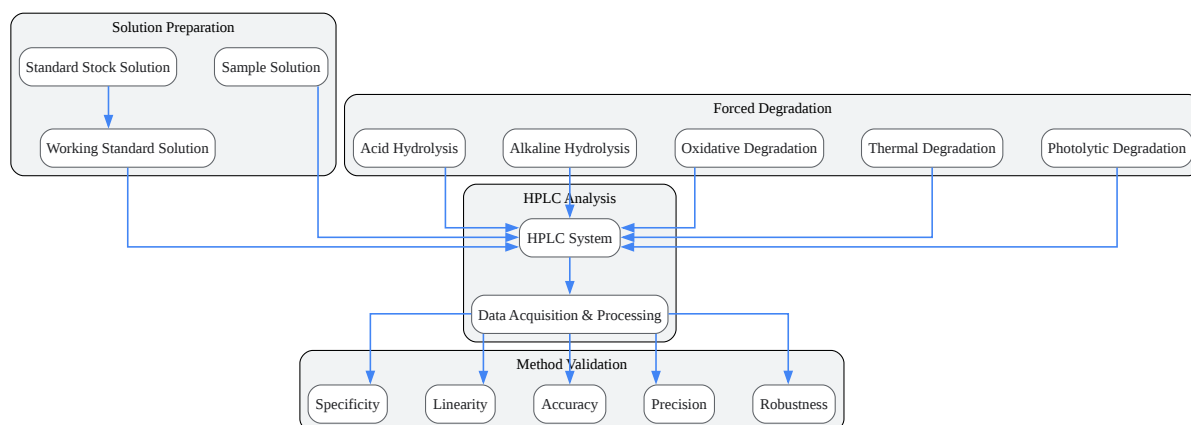 Solution Preparation
Standard Stock Solution
Sample Solution
Working Standard Solution
Forced Degradation
Acid Hydrolysis
Alkaline Hydrolysis
Oxidative Degradation
Thermal Degradation
Photolytic Degradation
HPLC Analysis
HPLC System
Data Acquisition & Processing
Method Validation
Specificity
Linearity
Accuracy
Precision
Robustness